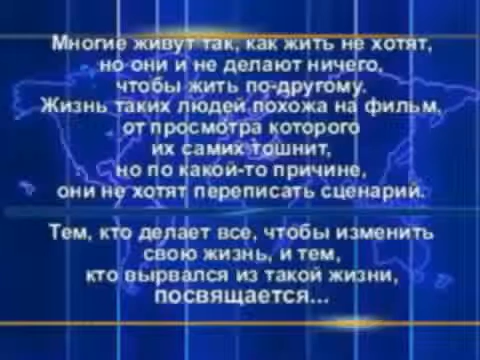 Многие живут так, как жить не хотят,
но они и не делают ничего,
чтобы жить по-другому.
Жизнь таких людей похожа на фильм,
от просмотра которого
их самих тошнит,
но по какой-то причине,
они не хотят переписать сценарий.
Тем, кто делает все, чтобы изменить
свою жизнь, и тем,
кто вырвался из такой жизни,
посвящается...